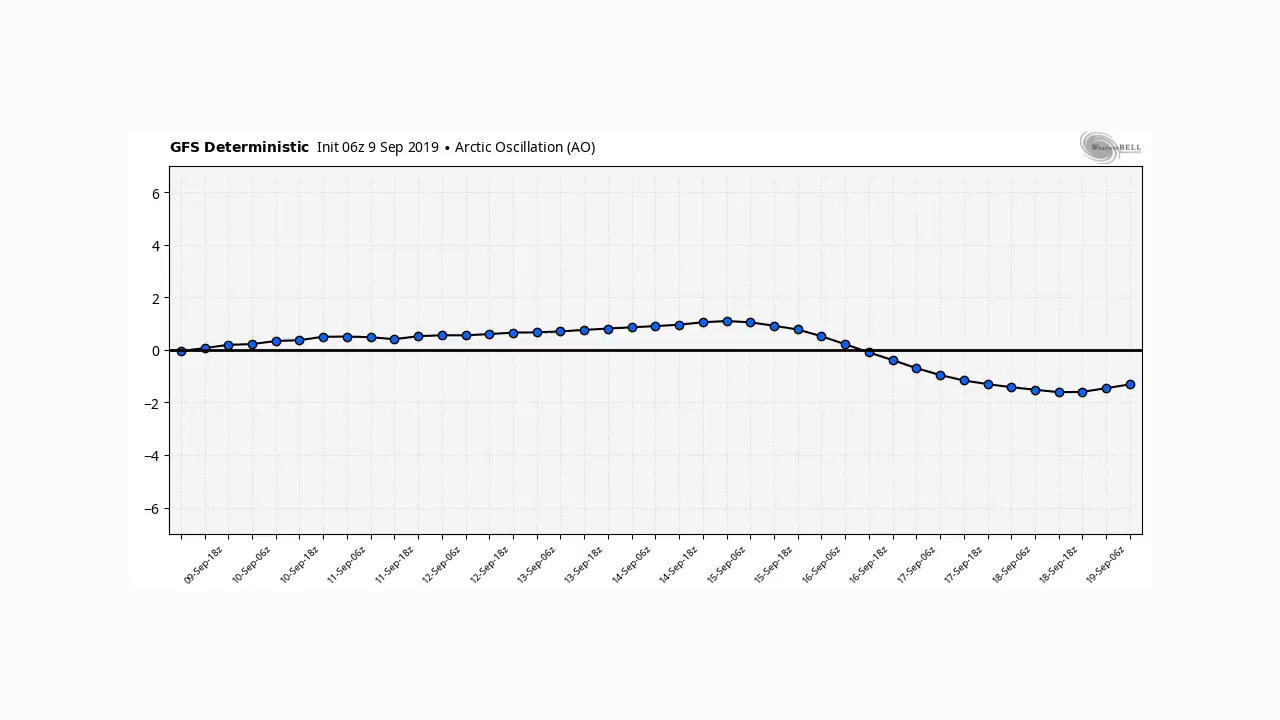 GFS Deterministic Init 06z 9 Sep 2019 • Arctic Oscillation (AO)
WeatherBELL
6
4
2
0
−2
−4
−6
09-Sep-18z
10-Sep-06z
10-Sep-18z
11-Sep-06z
11-Sep-18z
12-Sep-06z
12-Sep-18z
13-Sep-06z
13-Sep-18z
14-Sep-06z
14-Sep-18z
15-Sep-06z
15-Sep-18z
16-Sep-06z
16-Sep-18z
17-Sep-06z
17-Sep-18z
18-Sep-06z
18-Sep-18z
19-Sep-06z